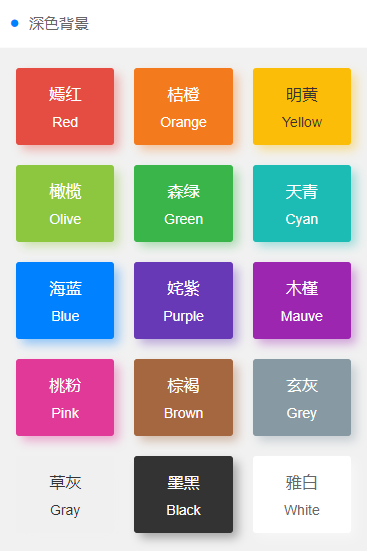 深色背景
嫣红
Red
桔橙
Orange
明黄
Yellow
橄榄
Olive
森绿
Green
天青
Cyan
海蓝
Blue
姹紫
Purple
木槿
Mauve
桃粉
Pink
棕褐
Brown
玄灰
Grey
草灰
Gray
墨黑
Black
雅白
White